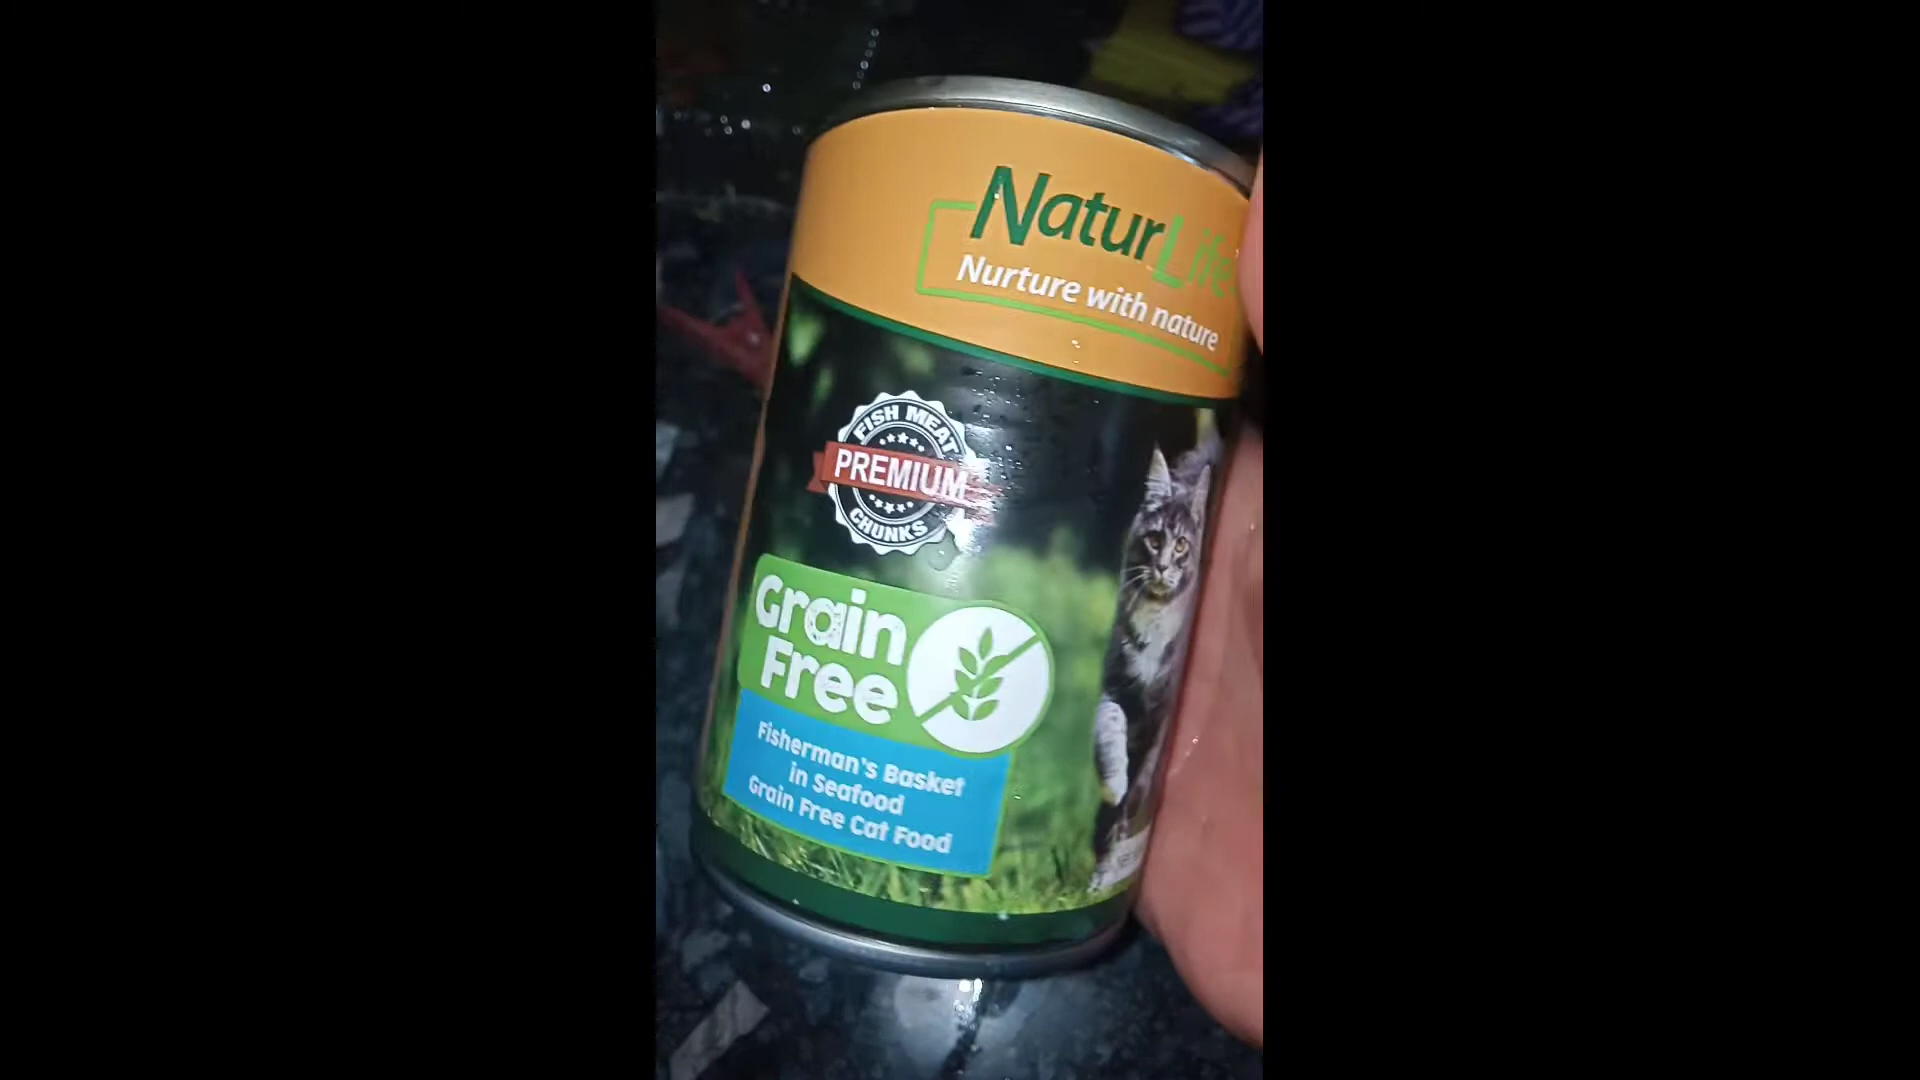 NaturLife
Nurture with nature
FISH MEAT
PREMIUM
CHUNKS
Grain
Free
Fisherman's Basket
in Seafood
Grain Free Cat Food